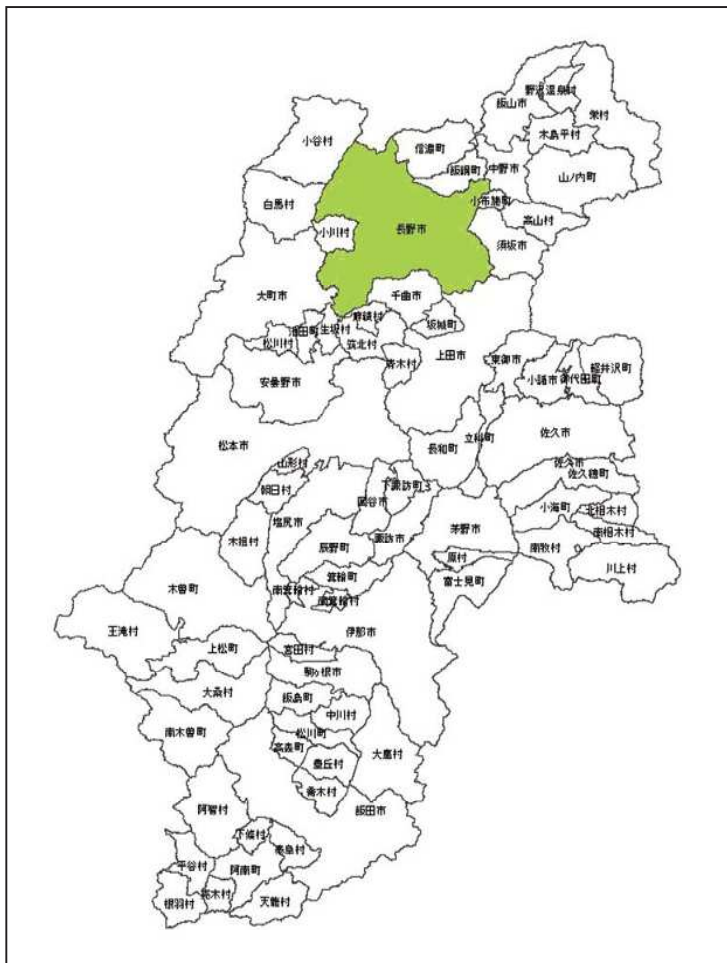 野沢温泉村
飯山市
栄村
木島平村
小谷村
信濃町
飯綱町
中野市
山ノ内町
白馬村
小布施町
高山村
小川村
長野市
須坂市
大町市
千曲市
麻績村
坂城町
池田町
生坂村
松川村
筑北村
上田市
青木村
東御市
軽井沢町
小諸市
御代田町
安曇野市
松本市
長和町
立科町
佐久市
山形村
佐久市
佐久穂町
朝日村
下諏訪町
岡谷市
小海町
北相木村
塩尻市
茅野市
南相木村
木祖村
諏訪市
辰野町
原村
南牧村
川上村
箕輪町
富士見町
木曽町
南箕輪村
南箕輪村
王滝村
伊那市
上松町
宮田村
駒ヶ根市
大桑村
飯島町
中川村
南木曽町
松川町
高森町
大鹿村
豊丘村
喬木村
飯田市
阿智村
下條村
泰阜村
平谷村
阿南町
根羽村
売木村
天龍村